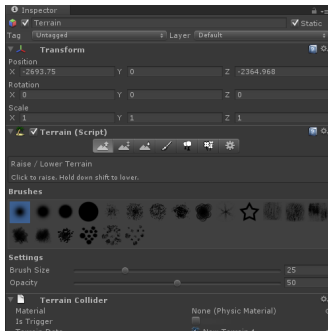 Inspector
Terrain Static
Tag Untagged Layer Default
Transform
Position
X -2693.75 Y 0 Z -2364.968
Rotation
X 0 Y 0 Z 0
Scale
X 1 Y 1 Z 1
Terrain (Script)
Raise / Lower Terrain
Click to raise. Hold down shift to lower.
Brushes
Settings
Brush Size 25
Opacity 50
Terrain Collider
Material None (Physic Material)
Is Trigger